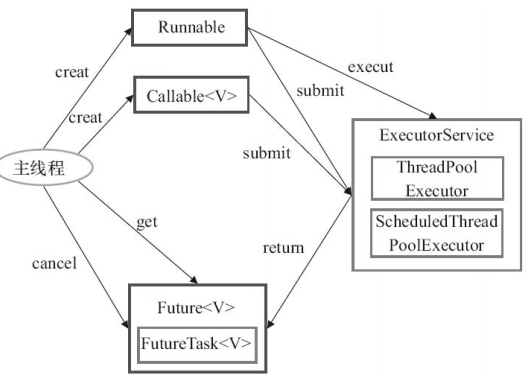 Runnable
execut
creat
submit
Callable<V>
creat
ExecutorService
submit
主线程
ThreadPool
Executor
ScheduledThread
PoolExecutor
get
return
cancel
Future<V>
FutureTask<V>